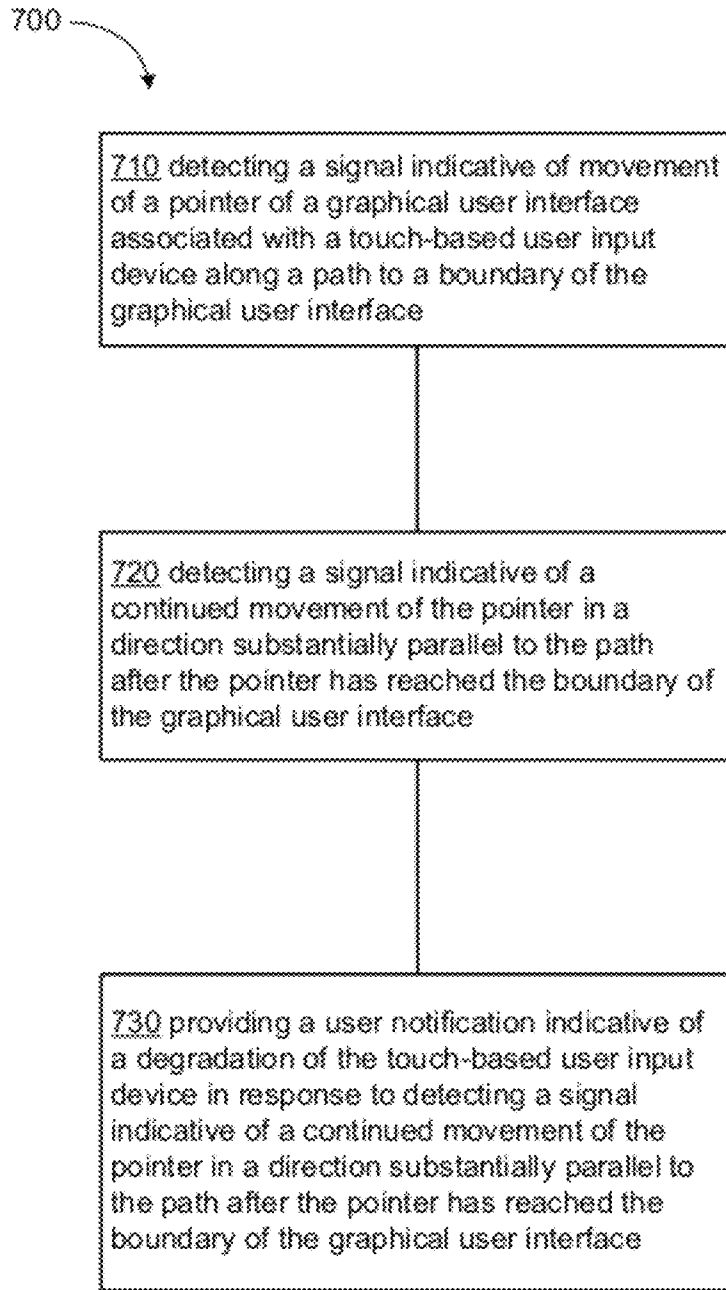 700
710 detecting a signal indicative of movement
of a pointer of a graphical user interface
associated with a touch-based user input
device along a path to a boundary of the
graphical user interface
720 detecting a signal indicative of a
continued movement of the pointer in a
direction substantially parallel to the path
after the pointer has reached the boundary of
the graphical user interface
730 providing a user notification indicative of
a degradation of the touch-based user input
device in response to detecting a signal
indicative of a continued movement of the
pointer in a direction substantially parallel to
the path after the pointer has reached the
boundary of the graphical user interface